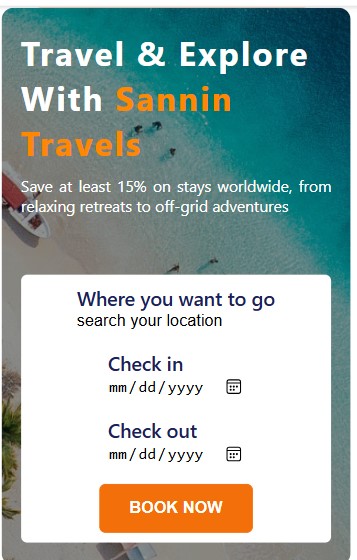 Travel & Explore
With Sannin
Travels
Save at least 15% on stays worldwide, from
relaxing retreats to off-grid adventures
Where you want to go
search your location
Check in
mm/dd/yyyy
Check out
mm/dd/yyyy
BOOK NOW